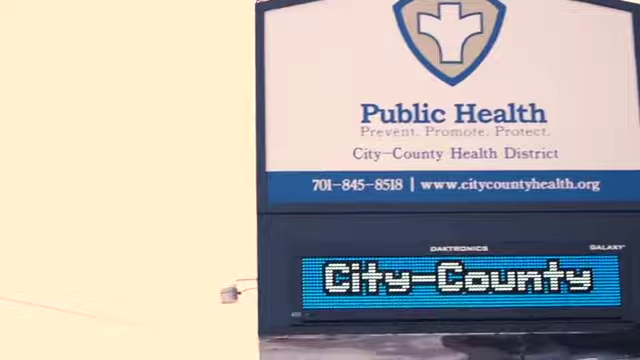 Public Health
Prevent. Promote. Protect.
City-County Health District
701-845-8518 | www.citycountyhealth.org
DAKTRONICS
GALAXY
City-County